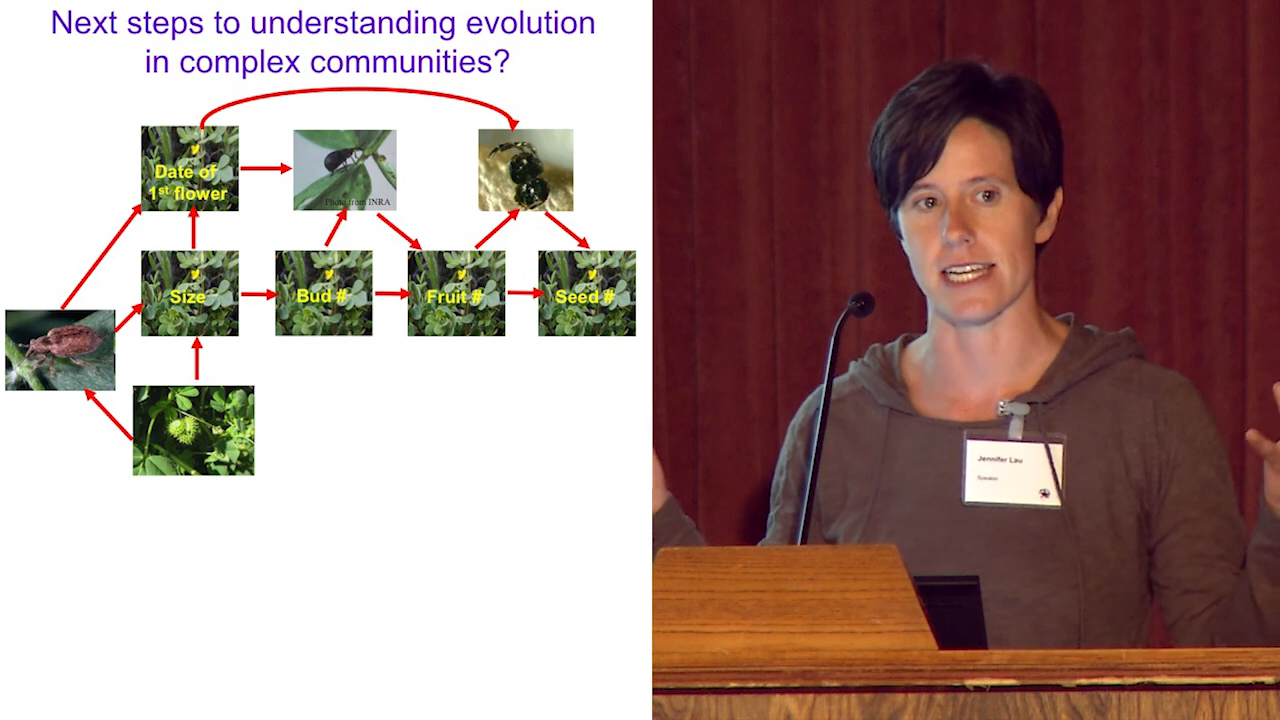 Next steps to understanding evolution
in complex communities?
Date of
1st flower
Photo from INRA
Size
Bud #
Fruit #
Seed #
Jennifer Lau
Speaker